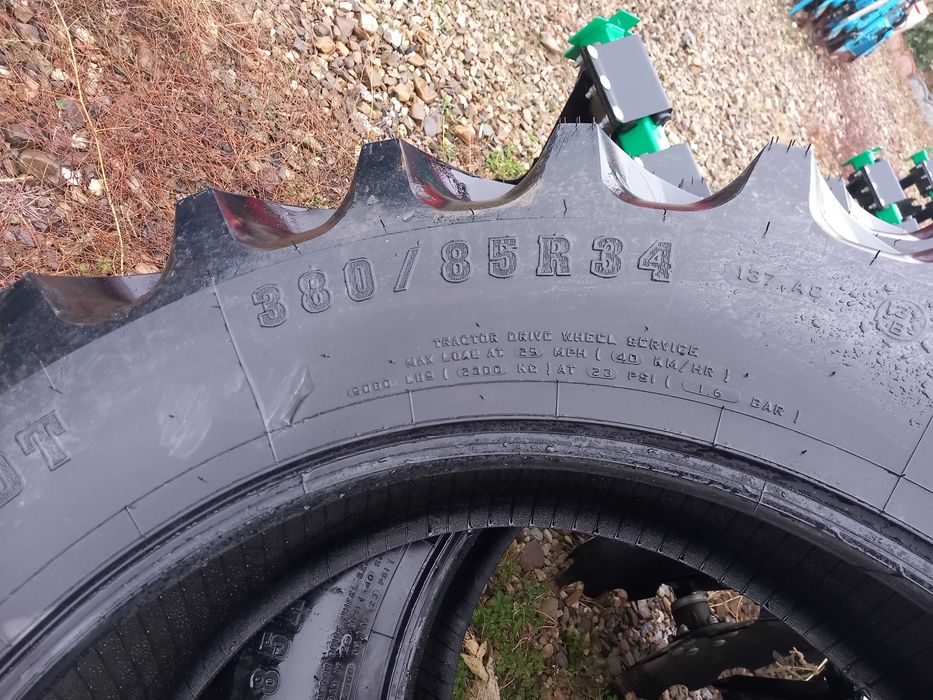 380/85R34
137 A8
TRACTOR DRIVE WHEEL SERVICE
MAX LOAD AT 25 MPH ( 40 KM/HR )
5080 LBS ( 2300 KG ) AT 23 PSI ( 1.6 BAR )